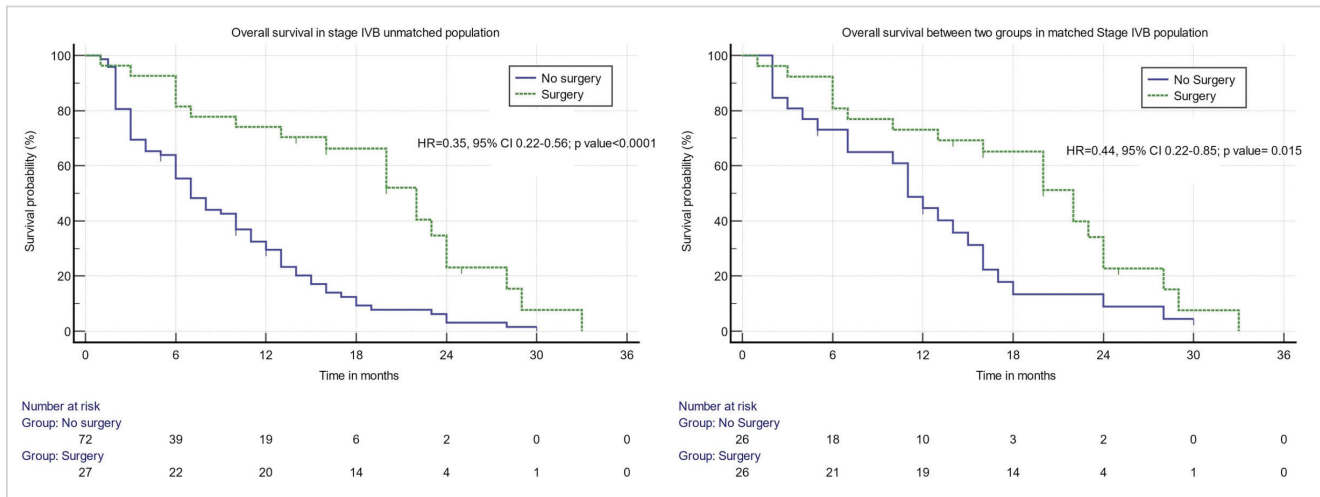 Overall survival in stage IVB unmatched population
No surgery
Surgery
HR=0.35, 95% CI 0.22-0.56; p value<0.0001
Survival probability (%)
100
80
60
40
20
0
0 6 12 18 24 30 36
Time in months
Number at risk
Group: No surgery
72 39 19 6 2 0 0
Group: Surgery
27 22 20 14 4 1 0
Overall survival between two groups in matched Stage IVB population
No Surgery
Surgery
HR=0.44, 95% CI 0.22-0.85; p value= 0.015
Survival probability (%)
100
80
60
40
20
0
0 6 12 18 24 30 36
Time in months
Number at risk
Group: No Surgery
26 18 10 3 2 0 0
Group: Surgery
26 21 19 14 4 1 0